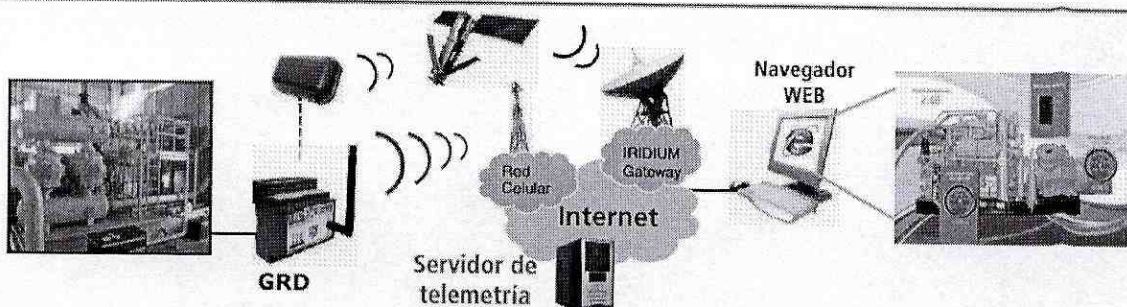 Navegador
WEB
Red
Celular
IRIDIUM
Gateway
Internet
GRD
Servidor de
telemetría